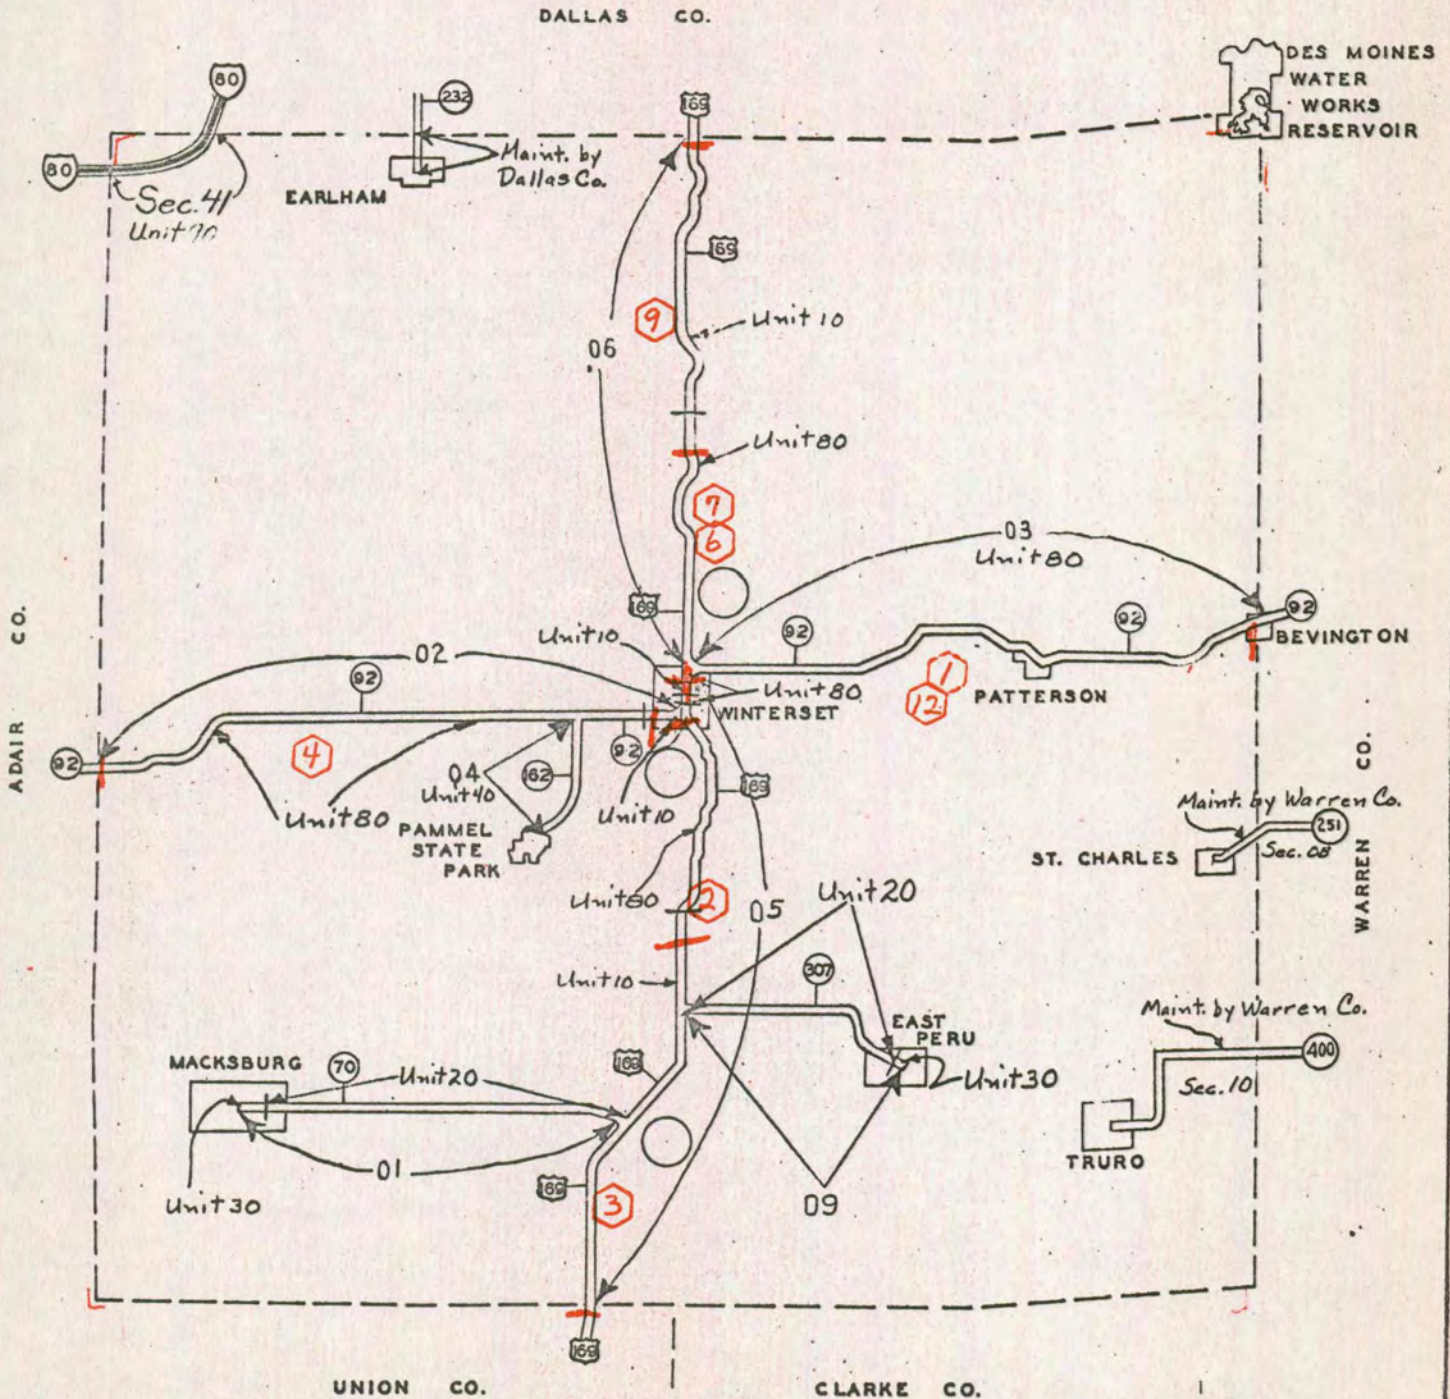 DALLAS CO.
DES MOINES
WATER
WORKS
RESERVOIR
80
232
169
80
Maint. by
Dallas Co.
Sec. 41
Unit 90
EARLHAM
169
9
Unit 10
06
Unit 80
7
6
03
Unit 80
169
92
92
92
BEVINGTON
Unit 10
02
92
1
12
PATTERSON
Unit 80
WINTERSET
ADAIR CO.
92
4
92
04
Unit 40
162
169
Unit 80
Unit 10
PAMMEL
STATE
PARK
Maint. by Warren Co.
251
Sec. 08
ST. CHARLES
WARREN CO.
Unit 80
2
05
Unit 20
Unit 10
307
EAST
PERU
Unit 30
Maint. by Warren Co.
400
Sec. 10
TRURO
MACKSBURG
70
Unit 20
169
01
Unit 30
169
3
09
169
UNION CO.
CLARKE CO.